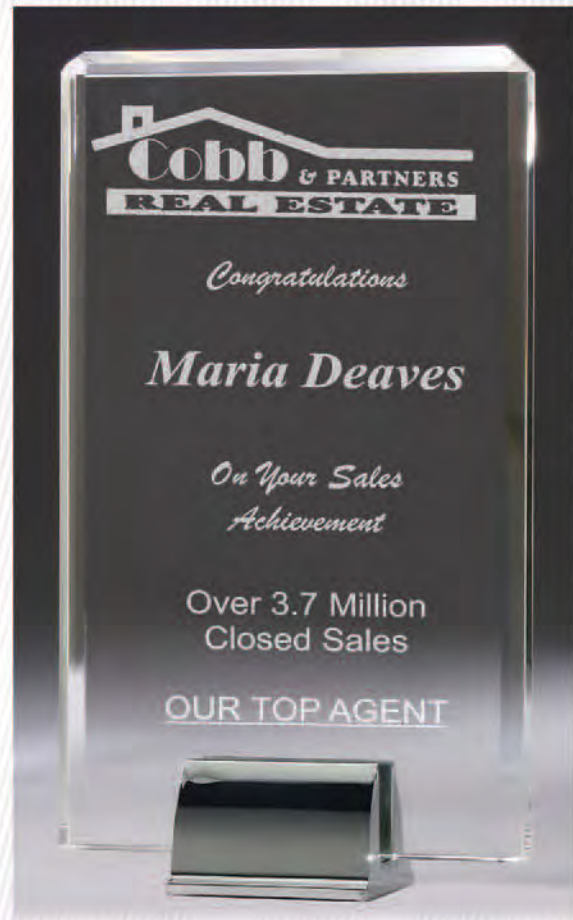 Cobb & PARTNERS
REAL ESTATE
Congratulations
Maria Deaves
On Your Sales
Achievement
Over 3.7 Million
Closed Sales
OUR TOP AGENT